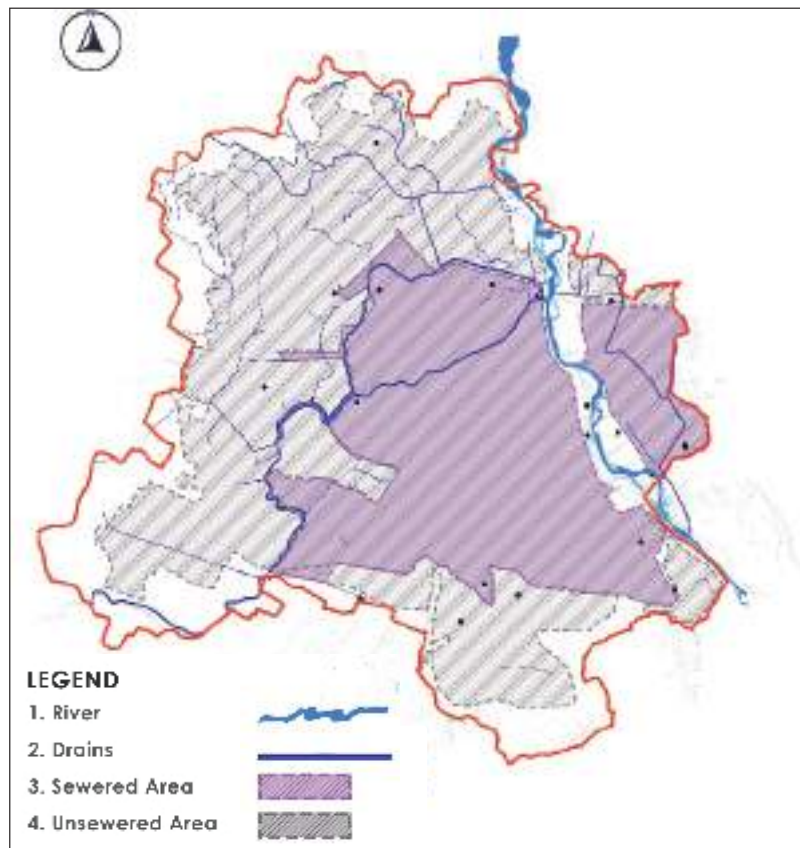 LEGEND
1. River
2. Drains
3. Sewered Area
4. Unsewered Area